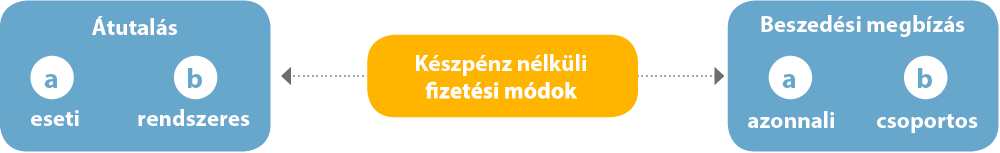 Átutalás
a
b
eseti
rendszeres
Készpénz nélküli
fizetési módok
Beszedési megbízás
a
b
azonnali
csoportos